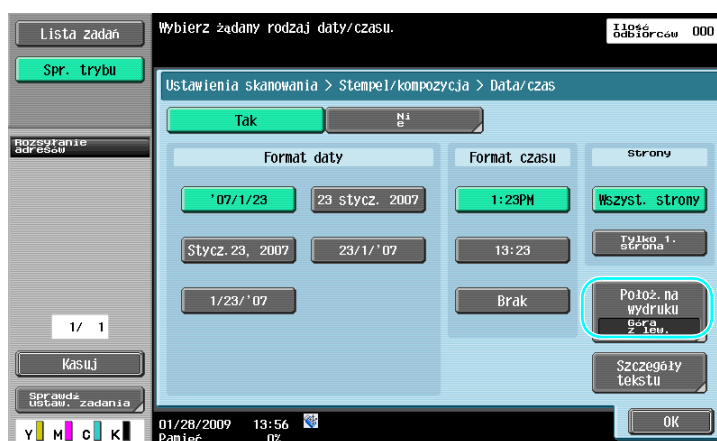 Lista zadań
Wybierz żądany rodzaj daty/czasu.
Ilość
odbiorców 000
Spr. trybu
Ustawienia skanowania > Stempel/kompozycja > Data/czas
Tak
Ni
e
Rozsyłanie
adresów
Format daty
Format czasu
Strony
'07/1/23
23 stycz. 2007
1:23PM
Wszyst. strony
Stycz.23, 2007
23/1/'07
13:23
Tylko 1.
strona
1/23/'07
Brak
Położ.na
wydruku
Góra
z lew.
1/ 1
Kasuj
Szczegóły
tekstu
Sprawdź
ustaw. zadania
01/28/2009 13:56
OK
Y M C K
Pamięć 0%